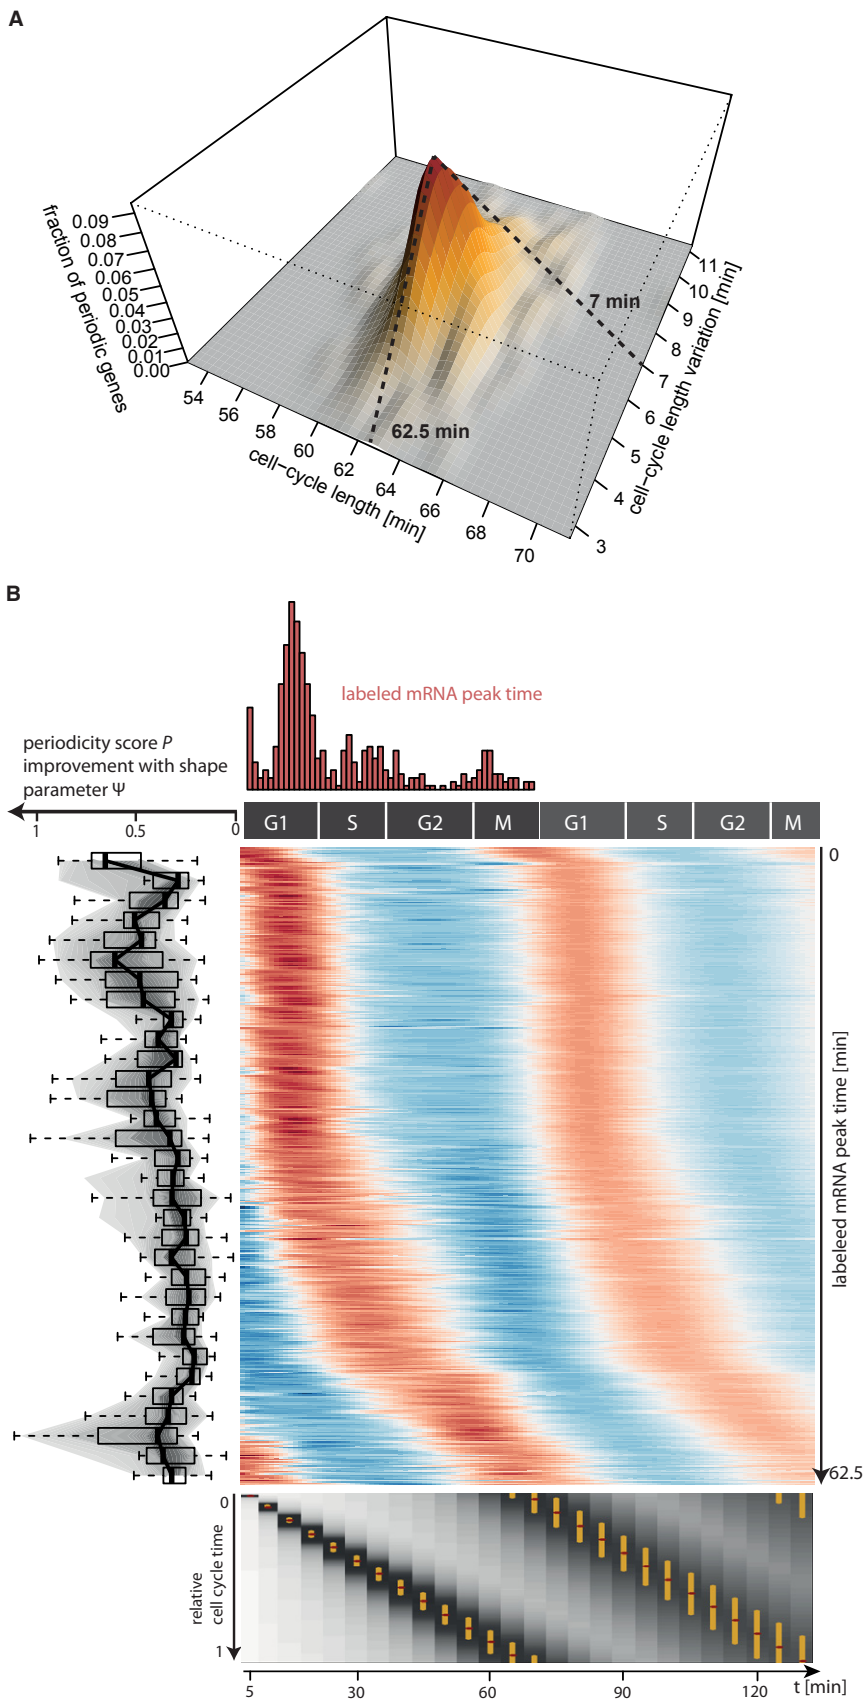 A
fraction of periodic genes
0.09
0.08
0.07
0.06
0.05
0.04
0.03
0.02
0.01
0.00
54
56
58
60
62
64
66
68
70
cell-cycle length [min]
11
10
9
8
7
6
5
4
3
cell-cycle length variation [min]
7 min
62.5 min
B
labeled mRNA peak time
periodicity score P
improvement with shape
parameter Ψ
1 0.5 0
G1 S G2 M G1 S G2 M
0
labeleed mRNA peak time [min]
62.5
0
relative
cell cycle time
1
5 30 60 90 120 t [min]